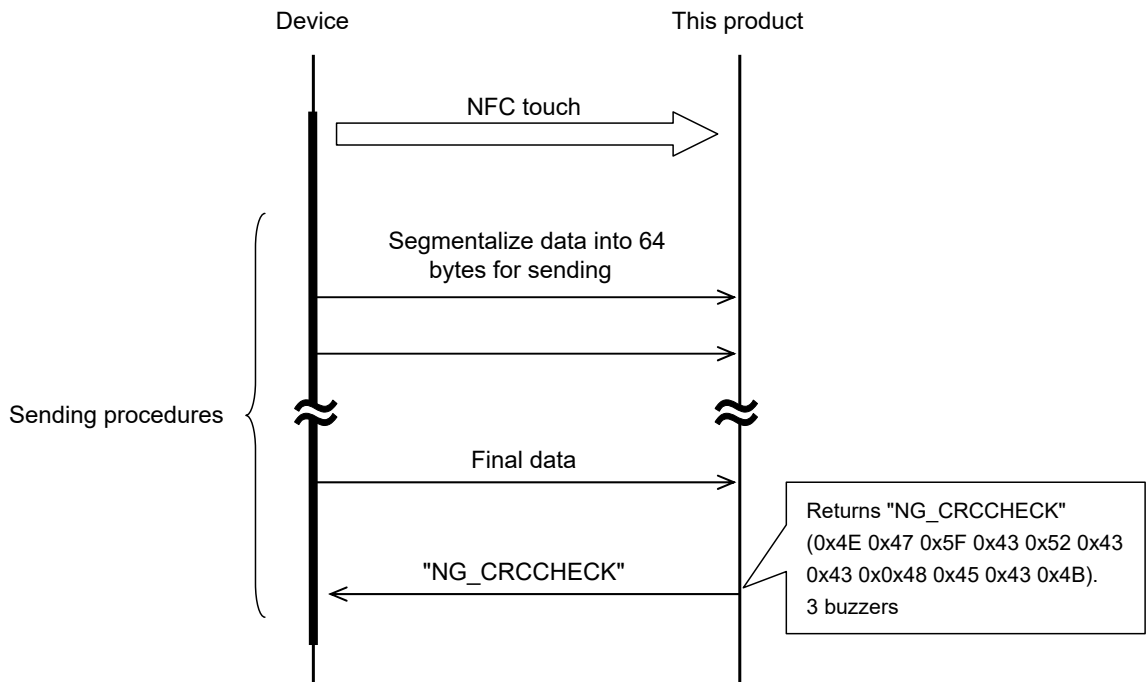 Device
This product
NFC touch
Segmentalize data into 64
bytes for sending
Sending procedures
Final data
Returns "NG_CRCCHECK"
(0x4E 0x47 0x5F 0x43 0x52 0x43
0x43 0x0x48 0x45 0x43 0x4B).
3 buzzers
"NG_CRCCHECK"